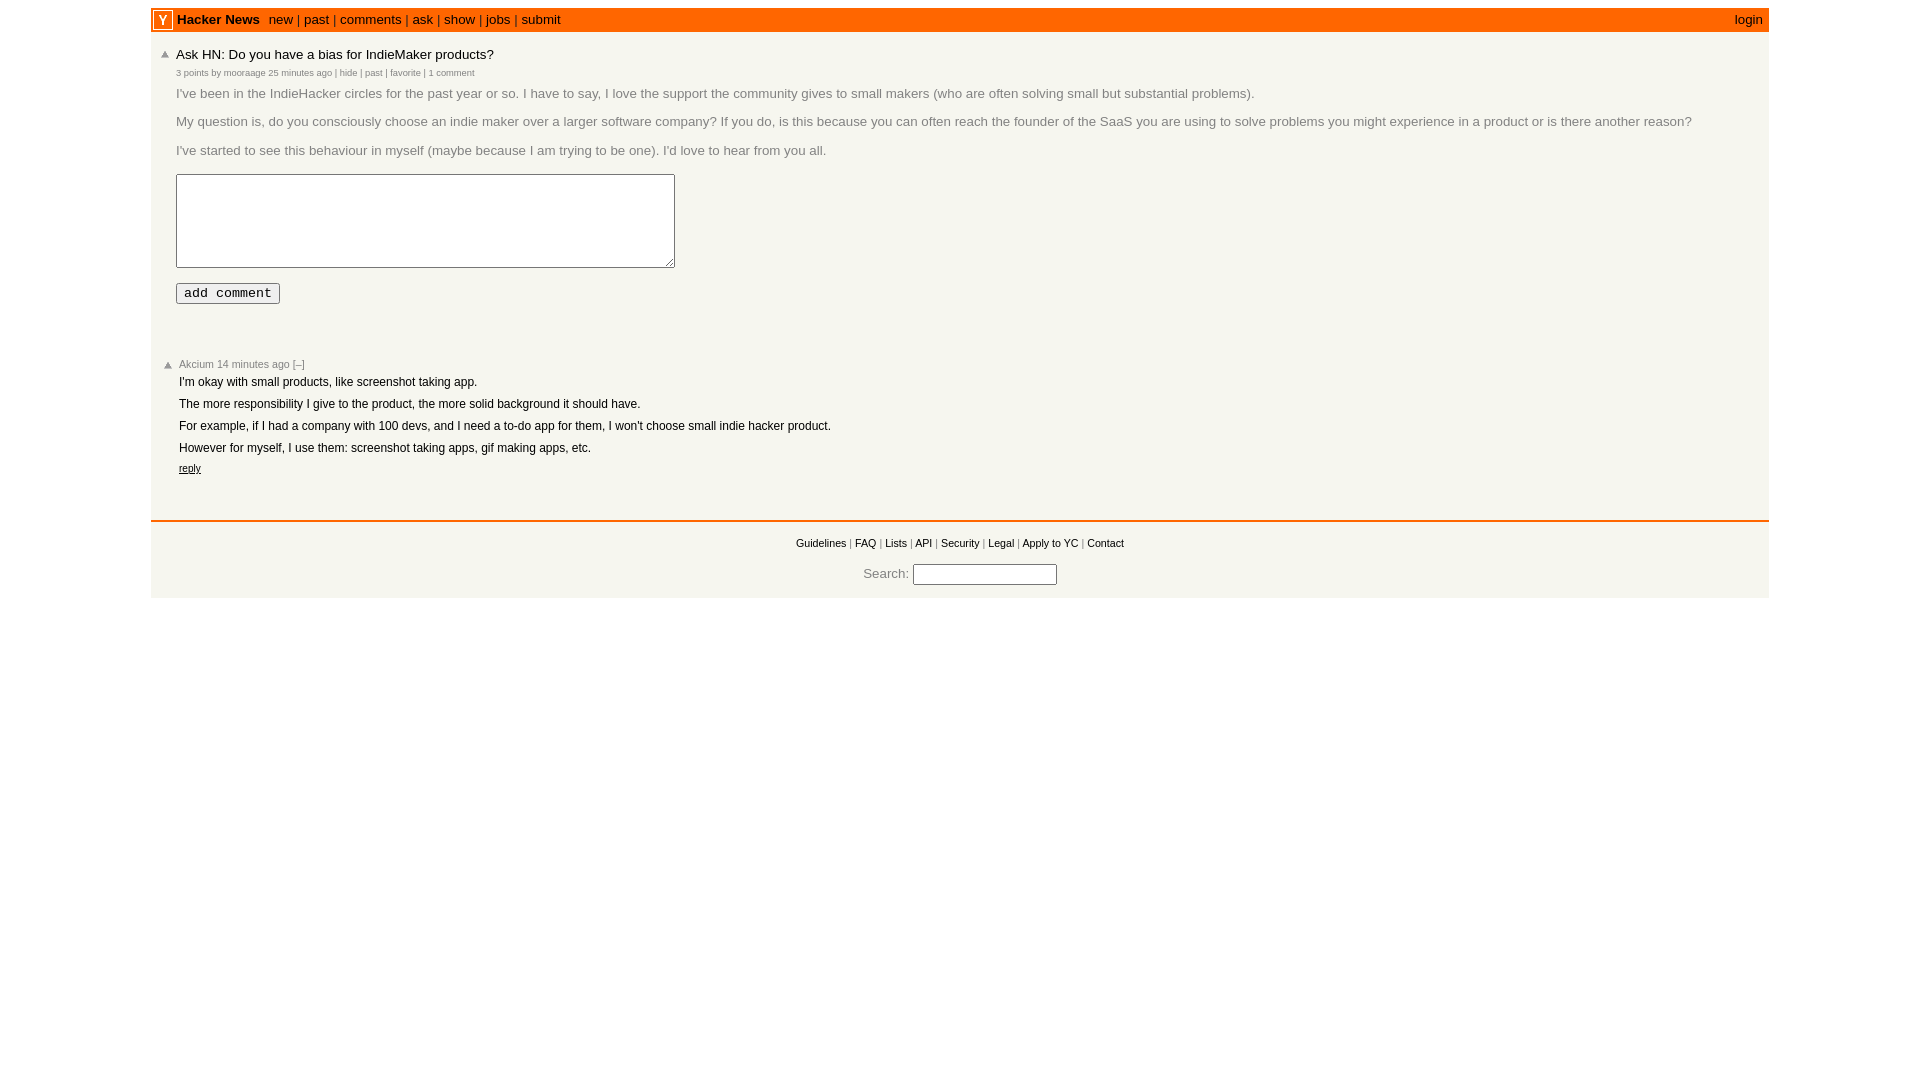 Y Hacker News new | past | comments | ask | show | jobs | submit login
Ask HN: Do you have a bias for IndieMaker products?
3 points by mooraage 25 minutes ago | hide | past | favorite | 1 comment
I've been in the IndieHacker circles for the past year or so. I have to say, I love the support the community gives to small makers (who are often solving small but substantial problems).
My question is, do you consciously choose an indie maker over a larger software company? If you do, is this because you can often reach the founder of the SaaS you are using to solve problems you might experience in a product or is there another reason?
I've started to see this behaviour in myself (maybe because I am trying to be one). I'd love to hear from you all.
add comment
Akcium 14 minutes ago [–]
I'm okay with small products, like screenshot taking app.
The more responsibility I give to the product, the more solid background it should have.
For example, if I had a company with 100 devs, and I need a to-do app for them, I won't choose small indie hacker product.
However for myself, I use them: screenshot taking apps, gif making apps, etc.
reply
Guidelines | FAQ | Lists | API | Security | Legal | Apply to YC | Contact
Search: